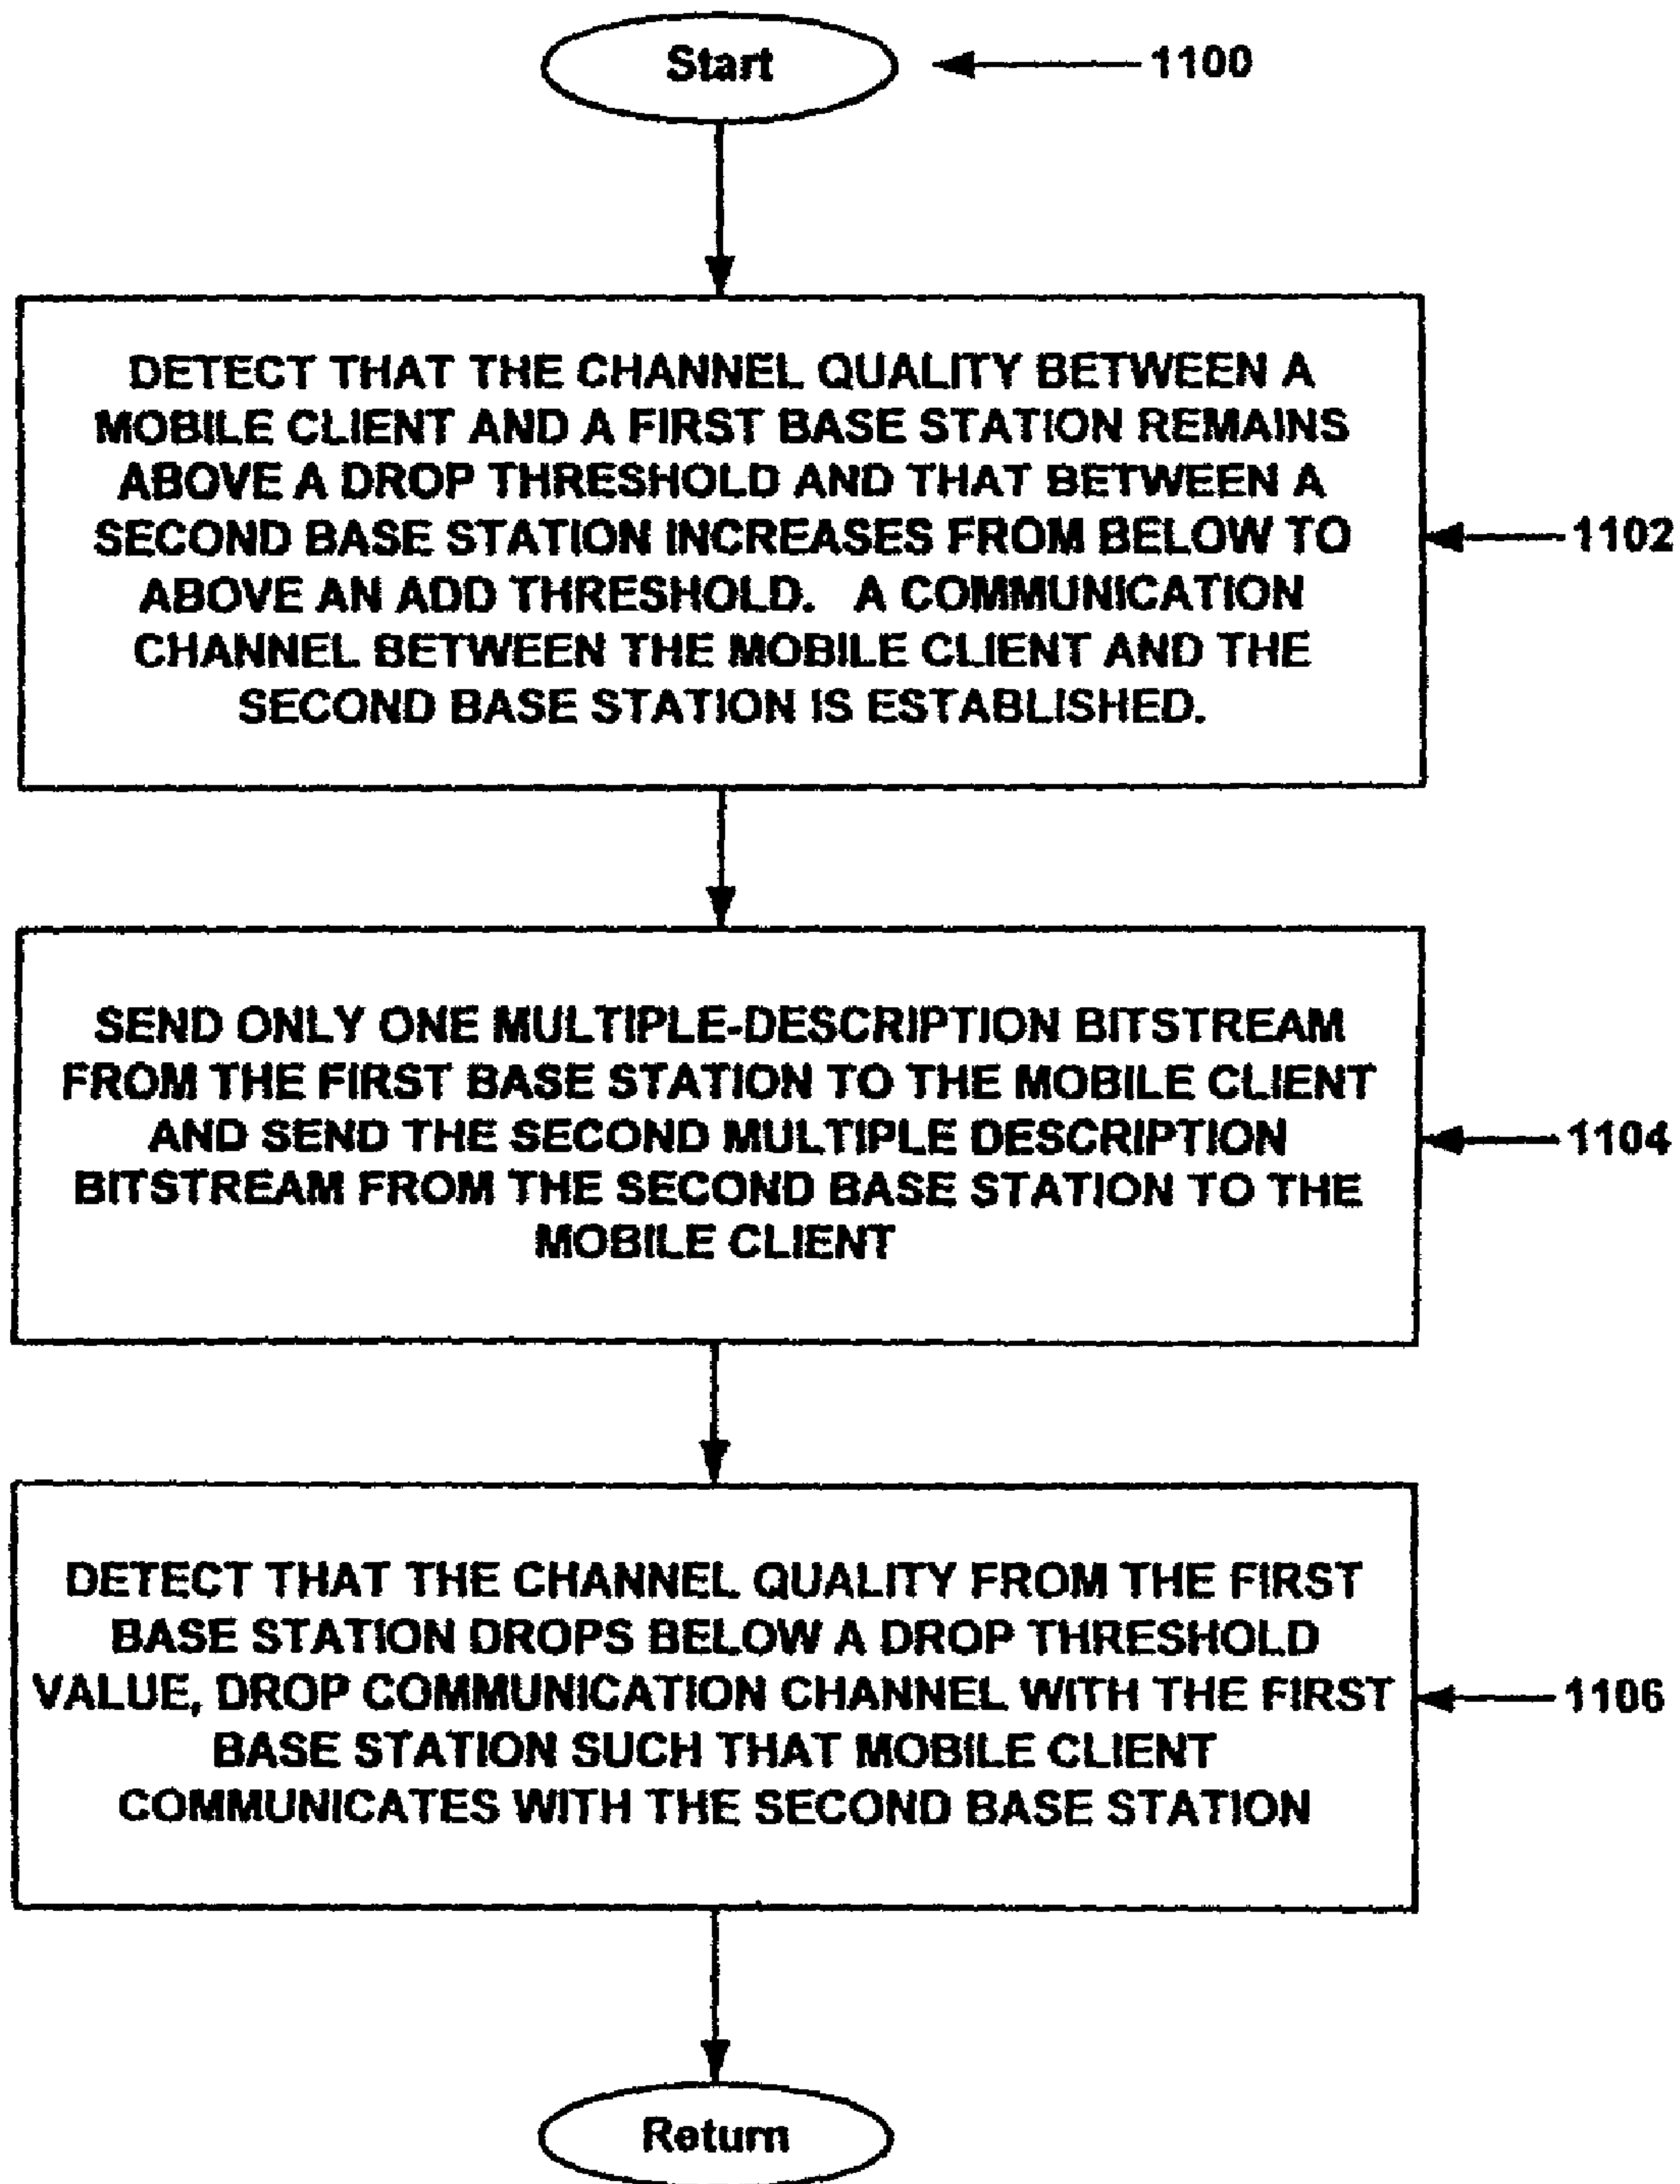 Start
1100
DETECT THAT THE CHANNEL QUALITY BETWEEN A
MOBILE CLIENT AND A FIRST BASE STATION REMAINS
ABOVE A DROP THRESHOLD AND THAT BETWEEN A
SECOND BASE STATION INCREASES FROM BELOW TO
ABOVE AN ADD THRESHOLD. A COMMUNICATION
CHANNEL BETWEEN THE MOBILE CLIENT AND THE
SECOND BASE STATION IS ESTABLISHED.
1102
SEND ONLY ONE MULTIPLE-DESCRIPTION BITSTREAM
FROM THE FIRST BASE STATION TO THE MOBILE CLIENT
AND SEND THE SECOND MULTIPLE DESCRIPTION
BITSTREAM FROM THE SECOND BASE STATION TO THE
MOBILE CLIENT
1104
DETECT THAT THE CHANNEL QUALITY FROM THE FIRST
BASE STATION DROPS BELOW A DROP THRESHOLD
VALUE, DROP COMMUNICATION CHANNEL WITH THE FIRST
BASE STATION SUCH THAT MOBILE CLIENT
COMMUNICATES WITH THE SECOND BASE STATION
1106
Return